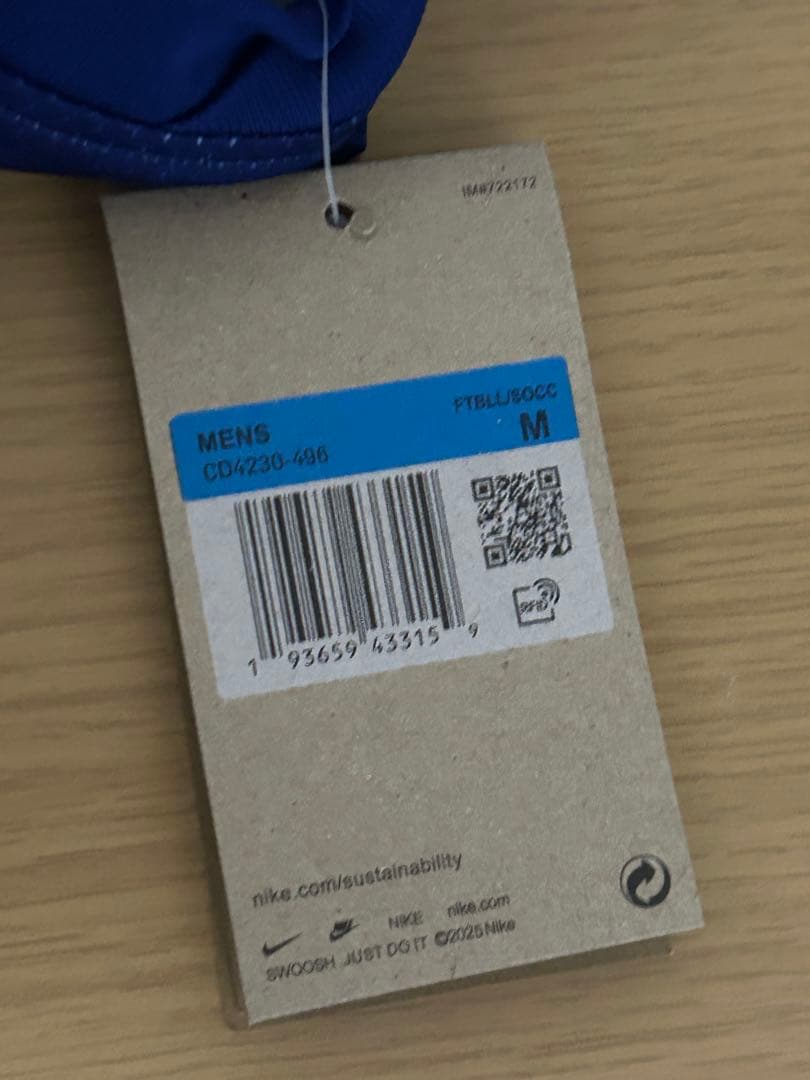 IM#722172
MENS
FTBLL/SOCC
CD4230-496
M
1 93659 43315 9
RFID
nike.com/sustainability
NIKE nike.com
SWOOSH JUST DO IT ©2025 Nike